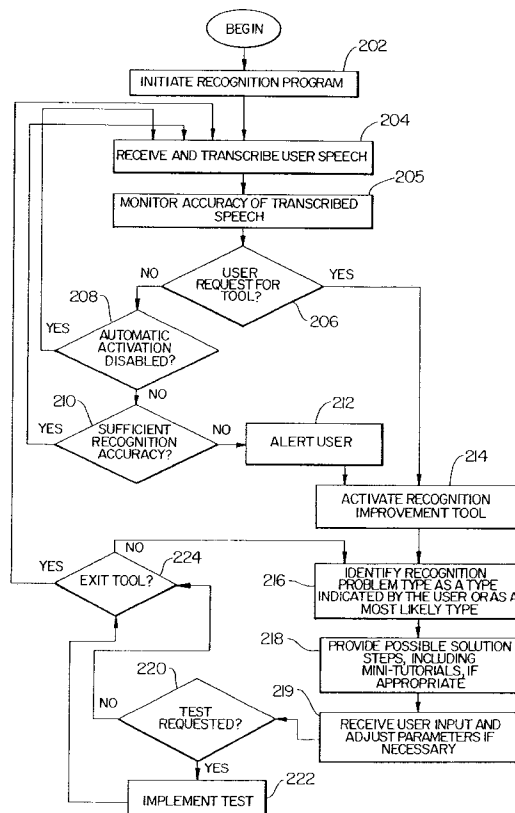 BEGIN
202
INITIATE RECOGNITION PROGRAM
204
RECEIVE AND TRANSCRIBE USER SPEECH
205
MONITOR ACCURACY OF TRANSCRIBED
SPEECH
NO
USER
REQUEST FOR
TOOL?
YES
206
208
YES
AUTOMATIC
ACTIVATION
DISABLED?
NO
210
YES
SUFFICIENT
RECOGNITION
ACCURACY?
NO
212
ALERT USER
214
ACTIVATE RECOGNITION
IMPROVEMENT TOOL
NO
YES
EXIT TOOL?
224
216
IDENTIFY RECOGNITION
PROBLEM TYPE AS A TYPE
INDICATED BY THE USER OR AS A
MOST LIKELY TYPE
218
PROVIDE POSSIBLE SOLUTION
STEPS, INCLUDING
MINI-TUTORIALS, IF
APPROPRIATE
219
RECEIVE USER INPUT AND
ADJUST PARAMETERS IF
NECESSARY
220
NO
TEST
REQUESTED?
YES
222
IMPLEMENT TEST